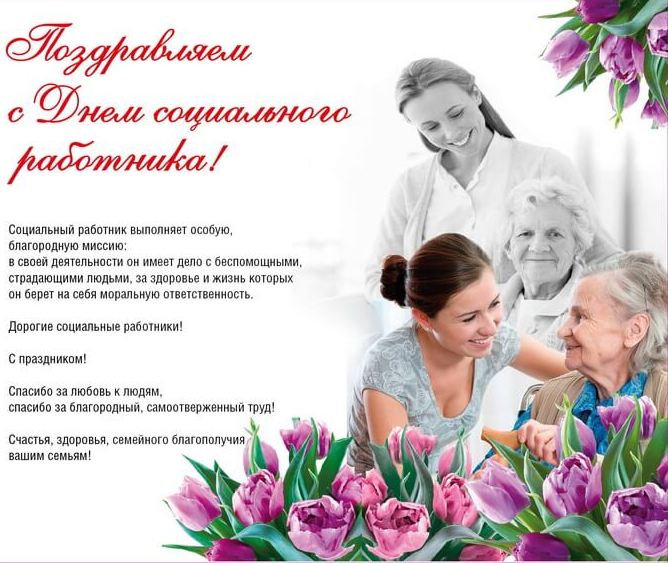 Поздравляем
с Днем социального
работника!
Социальный работник выполняет особую,
благородную миссию:
в своей деятельности он имеет дело с беспомощными,
страдающими людьми, за здоровье и жизнь которых
он берет на себя моральную ответственность.
Дорогие социальные работники!
С праздником!
Спасибо за любовь к людям,
спасибо за благородный, самоотверженный труд!
Счастья, здоровья, семейного благополучия
вашим семьям!